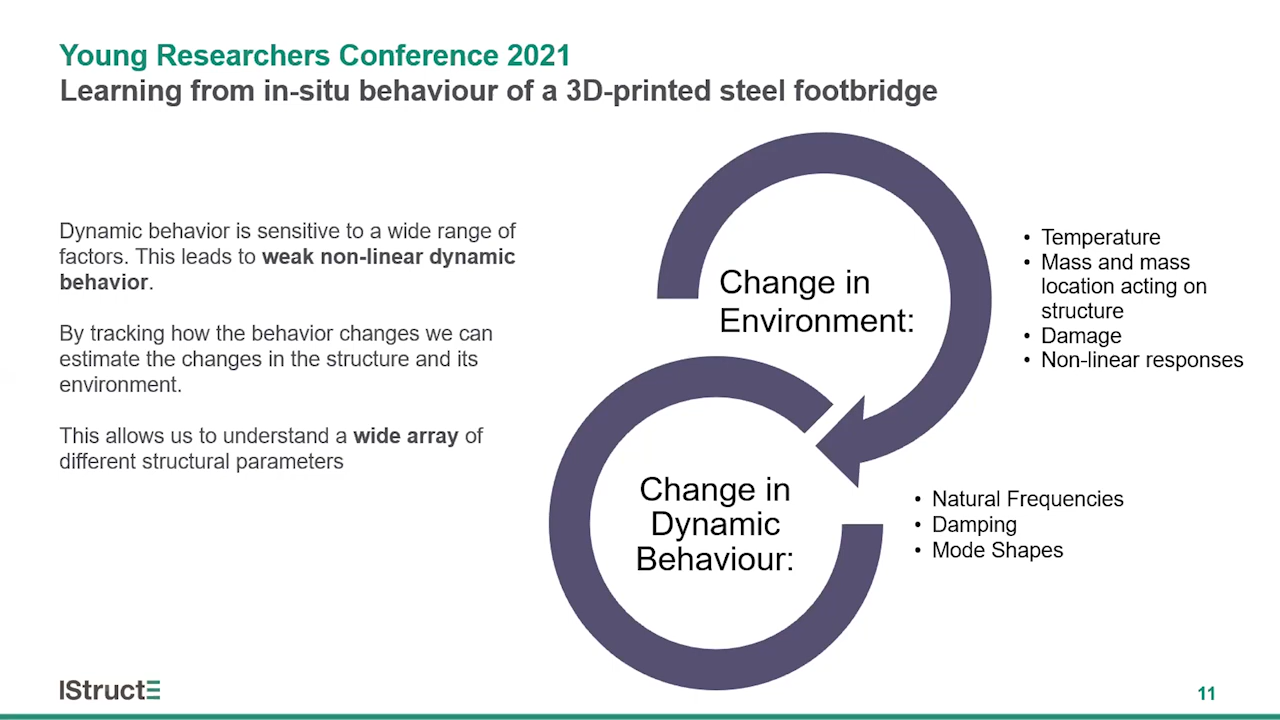 Young Researchers Conference 2021
Learning from in-situ behaviour of a 3D-printed steel footbridge
Dynamic behavior is sensitive to a wide range of
factors. This leads to weak non-linear dynamic
behavior.
By tracking how the behavior changes we can
estimate the changes in the structure and its
environment.
This allows us to understand a wide array of
different structural parameters
Change in
Environment:
• Temperature
• Mass and mass
location acting on
structure
• Damage
• Non-linear responses
Change in
Dynamic
Behaviour:
• Natural Frequencies
• Damping
• Mode Shapes
IStructE
11